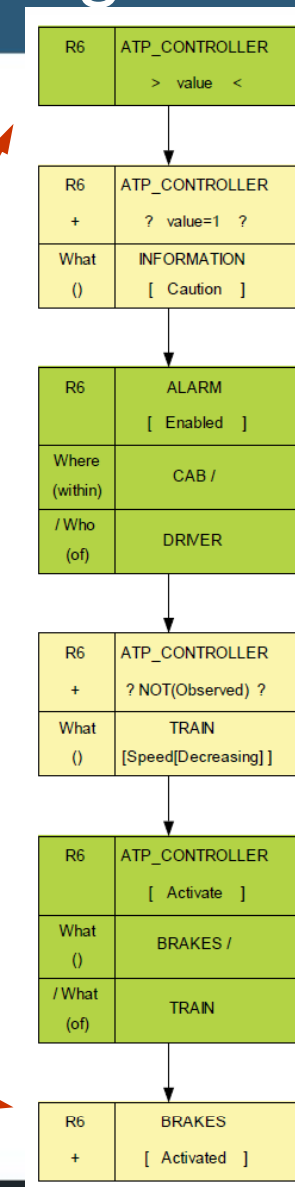 R6 ATP_CONTROLLER
> value <
R6 ATP_CONTROLLER
+ ? value=1 ?
What INFORMATION
() [ Caution ]
R6 ALARM
[ Enabled ]
Where
(within) CAB /
/ Who
(of) DRIVER
R6 ATP_CONTROLLER
+ ? NOT(Observed) ?
What TRAIN
() [Speed[Decreasing] ]
R6 ATP_CONTROLLER
[ Activate ]
What
() BRAKES /
/ What
(of) TRAIN
R6 BRAKES
+ [ Activated ]